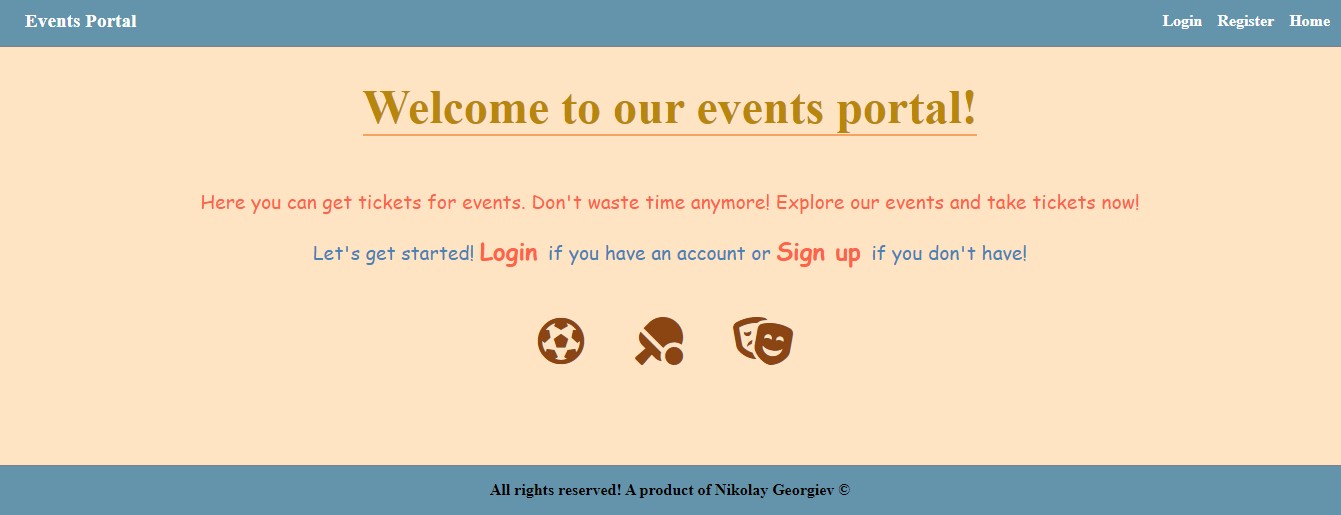 Events Portal Login Register Home
Welcome to our events portal!
Here you can get tickets for events. Don't waste time anymore! Explore our events and take tickets now!
Let's get started! Login if you have an account or Sign up if you don't have!
All rights reserved! A product of Nikolay Georgiev ©